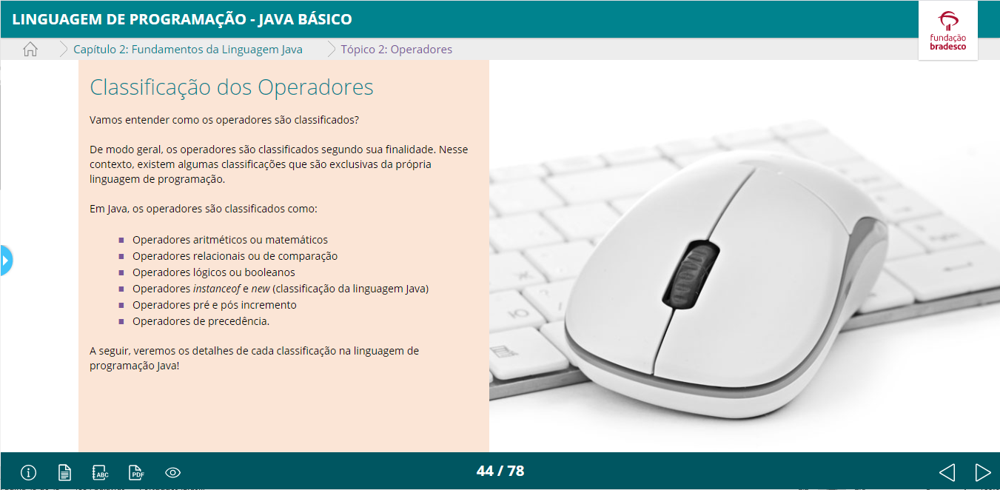 LINGUAGEM DE PROGRAMAÇÃO - JAVA BÁSICO
fundação
bradesco
Capítulo 2: Fundamentos da Linguagem Java
Tópico 2: Operadores
Classificação dos Operadores
Vamos entender como os operadores são classificados?
De modo geral, os operadores são classificados segundo sua finalidade. Nesse
contexto, existem algumas classificações que são exclusivas da própria
linguagem de programação.
Em Java, os operadores são classificados como:
Operadores aritméticos ou matemáticos
Operadores relacionais ou de comparação
Operadores lógicos ou booleanos
Operadores instanceof e new (classificação da linguagem Java)
Operadores pré e pós incremento
Operadores de precedência.
A seguir, veremos os detalhes de cada classificação na linguagem de
programação Java!
ABC
PDF
44 / 78